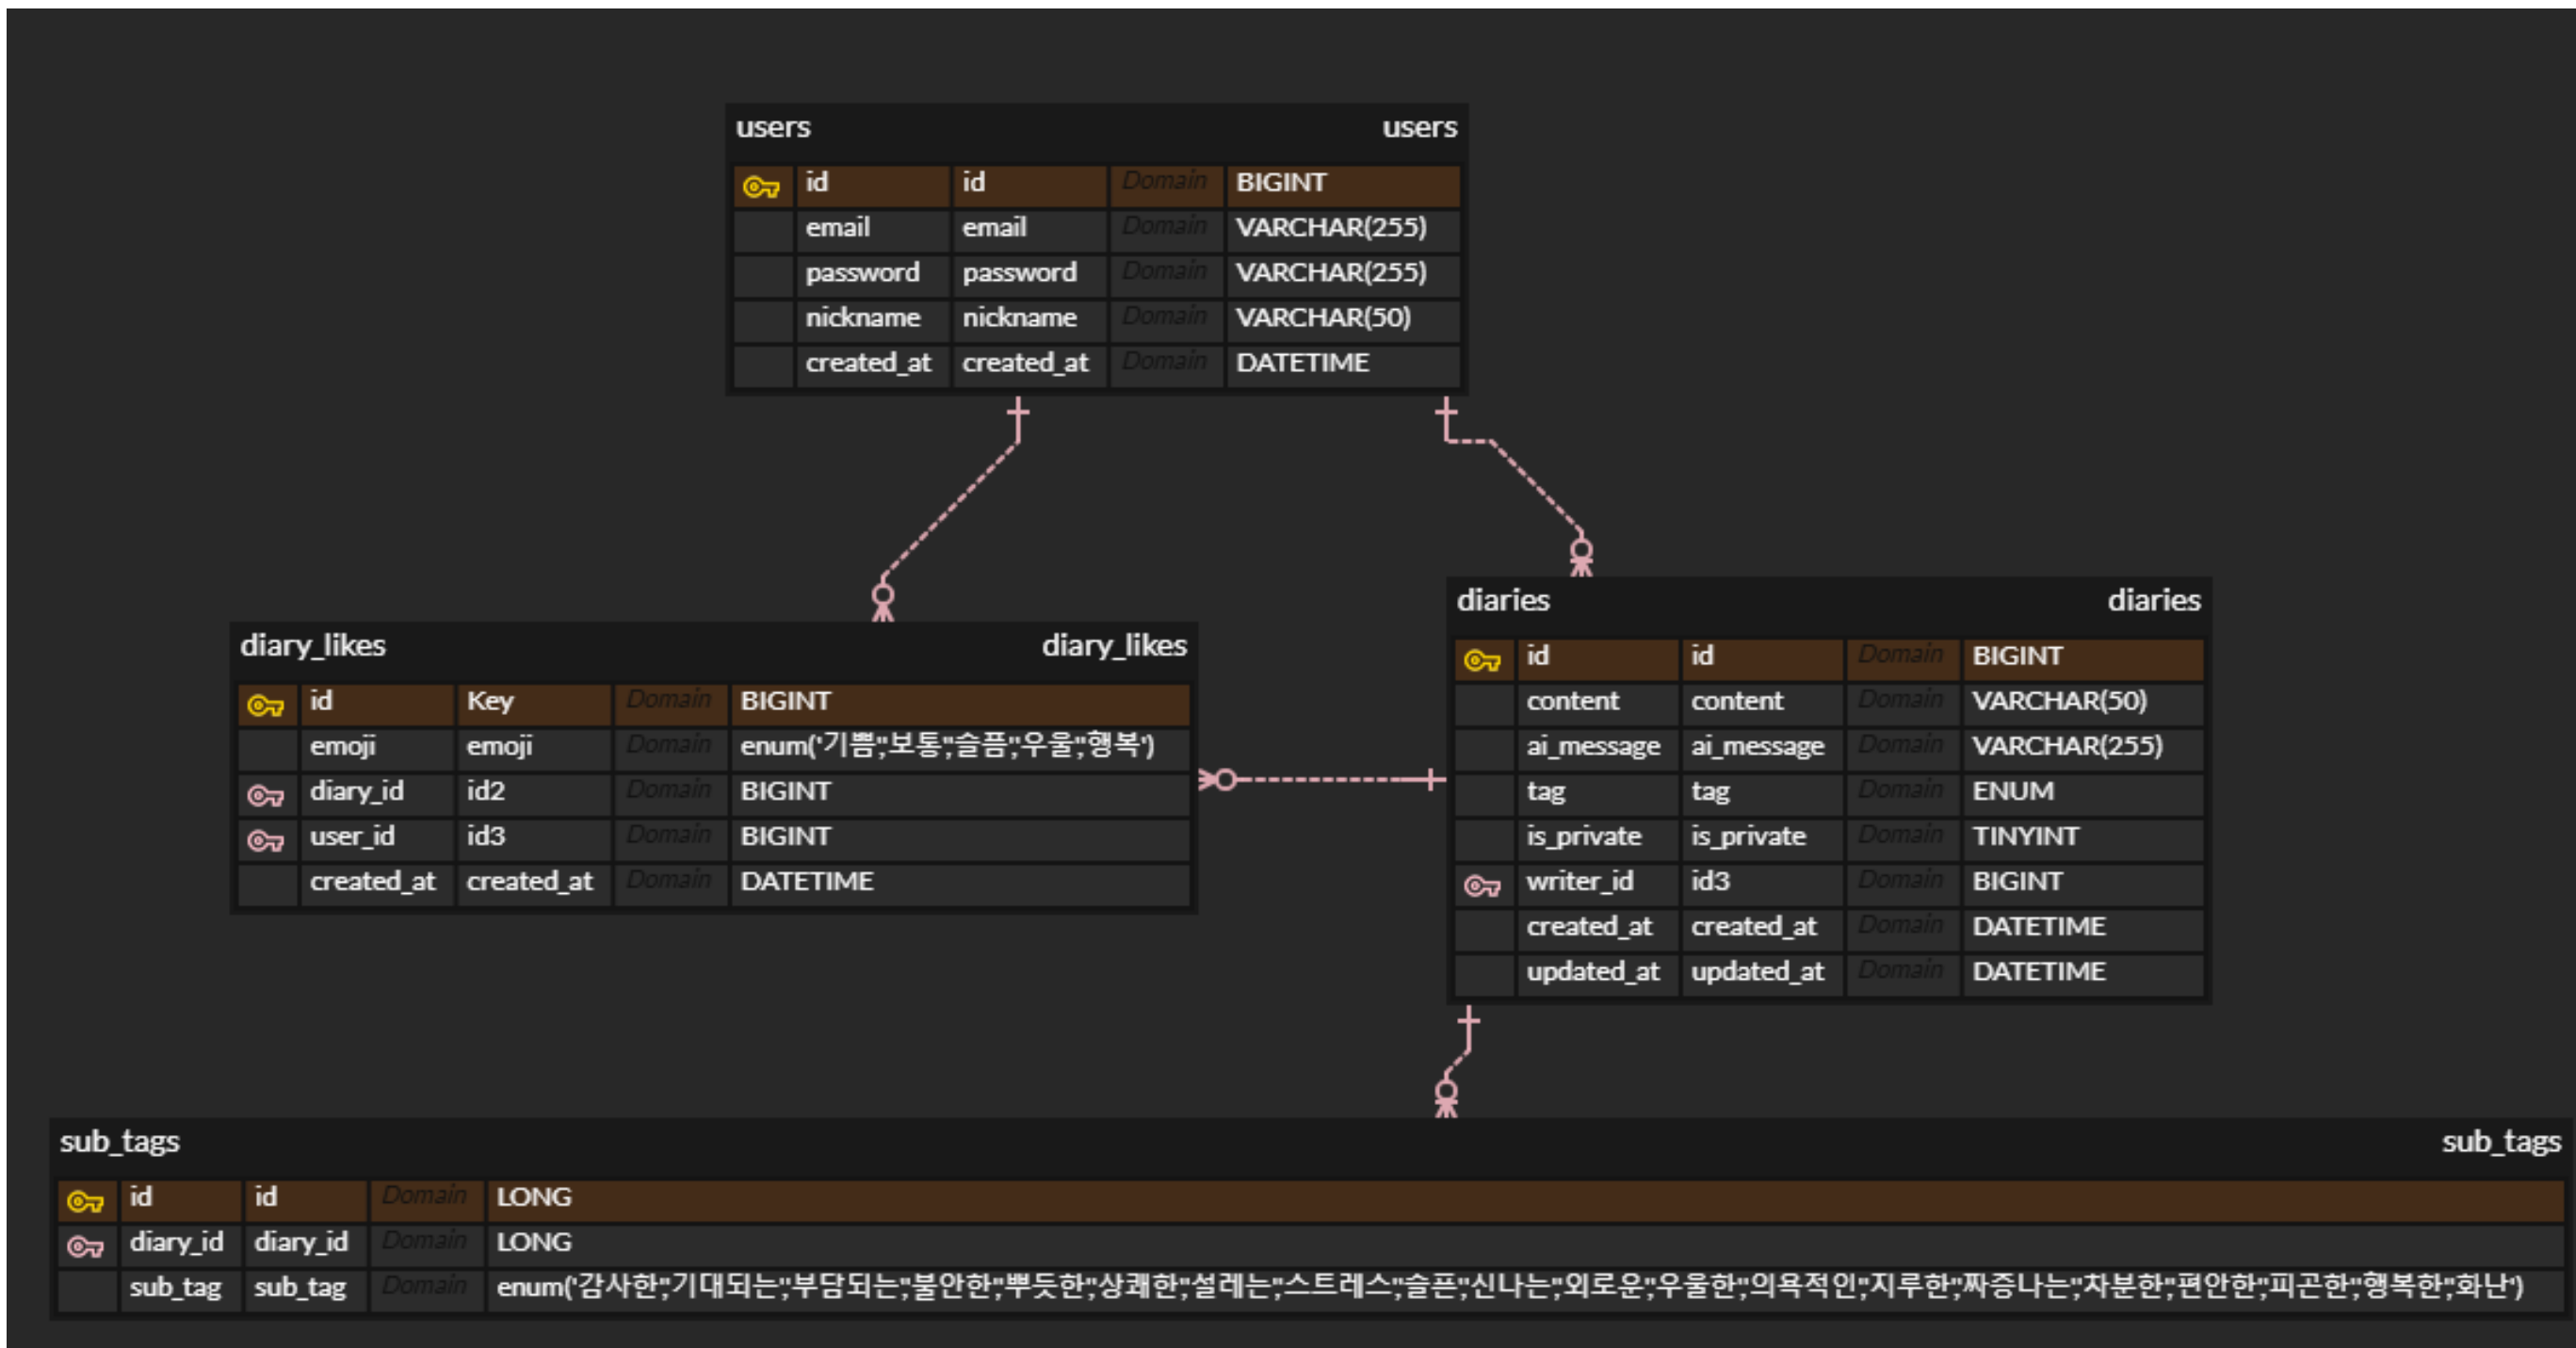 users users
id id Domain BIGINT
email email Domain VARCHAR(255)
password password Domain VARCHAR(255)
nickname nickname Domain VARCHAR(50)
created_at created_at Domain DATETIME
diary_likes diary_likes
id Key Domain BIGINT
emoji emoji Domain enum('기쁨','보통','슬픔','우울','행복')
diary_id id2 Domain BIGINT
user_id id3 Domain BIGINT
created_at created_at Domain DATETIME
diaries diaries
id id Domain BIGINT
content content Domain VARCHAR(50)
ai_message ai_message Domain VARCHAR(255)
tag tag Domain ENUM
is_private is_private Domain TINYINT
writer_id id3 Domain BIGINT
created_at created_at Domain DATETIME
updated_at updated_at Domain DATETIME
sub_tags sub_tags
id id Domain LONG
diary_id diary_id Domain LONG
sub_tag sub_tag Domain enum('감사한','기대되는','부담되는','불안한','뿌듯한','상쾌한','설레는','스트레스','슬픈','신나는','외로운','우울한','의욕적인','지루한','짜증나는','차분한','편안한','피곤한','행복한','화난')